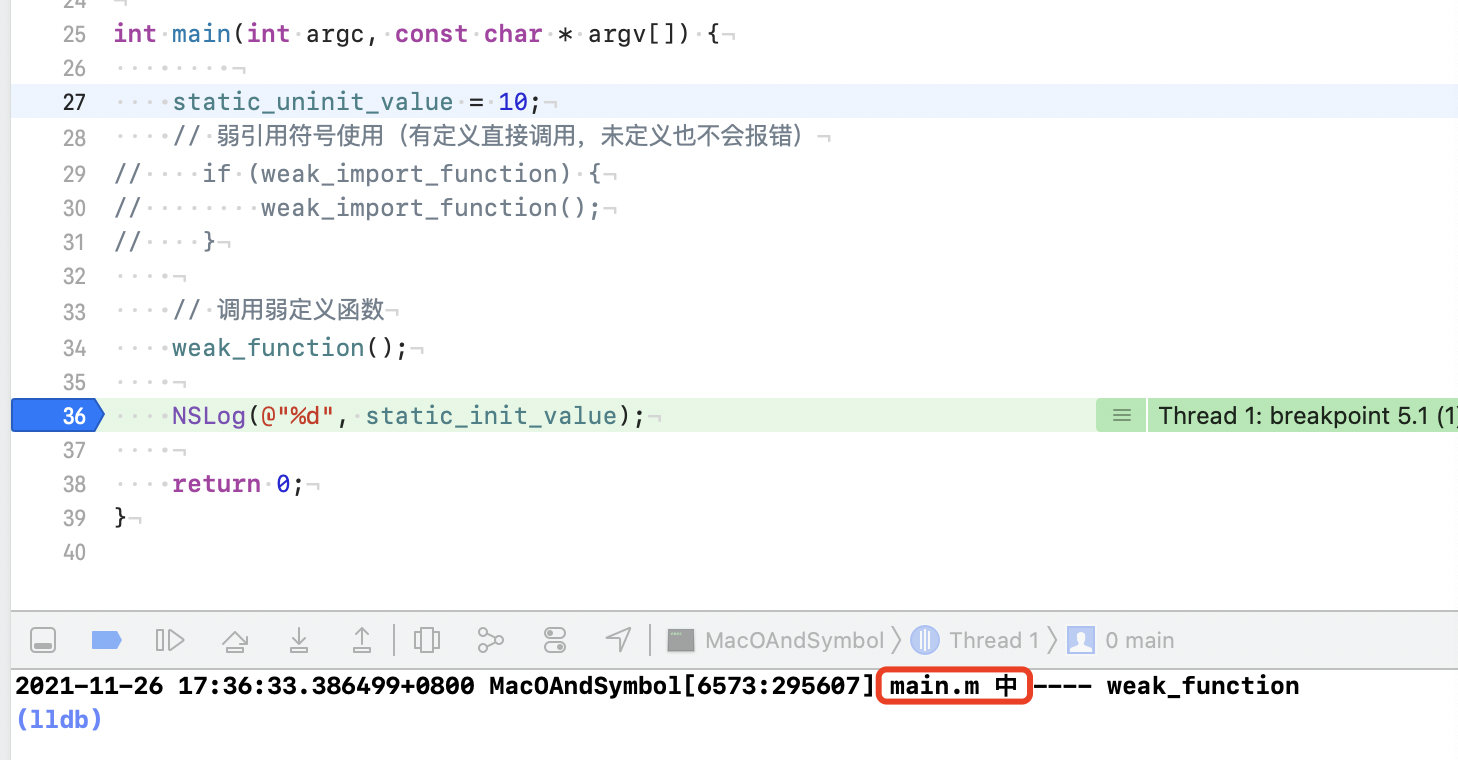 24
25 int main(int argc, const char * argv[]) {
26
27 static_uninit_value = 10;
28 // 弱引用符号使用（有定义直接调用，未定义也不会报错）
29 // if (weak_import_function) {
30 // weak_import_function();
31 // }
32
33 // 调用弱定义函数
34 weak_function();
35
36 NSLog(@"%d", static_init_value); Thread 1: breakpoint 5.1 (1)
37
38 return 0;
39 }
40
MacOAndSymbol Thread 1 0 main
2021-11-26 17:36:33.386499+0800 MacOAndSymbol[6573:295607] main.m 中---- weak_function
(lldb)